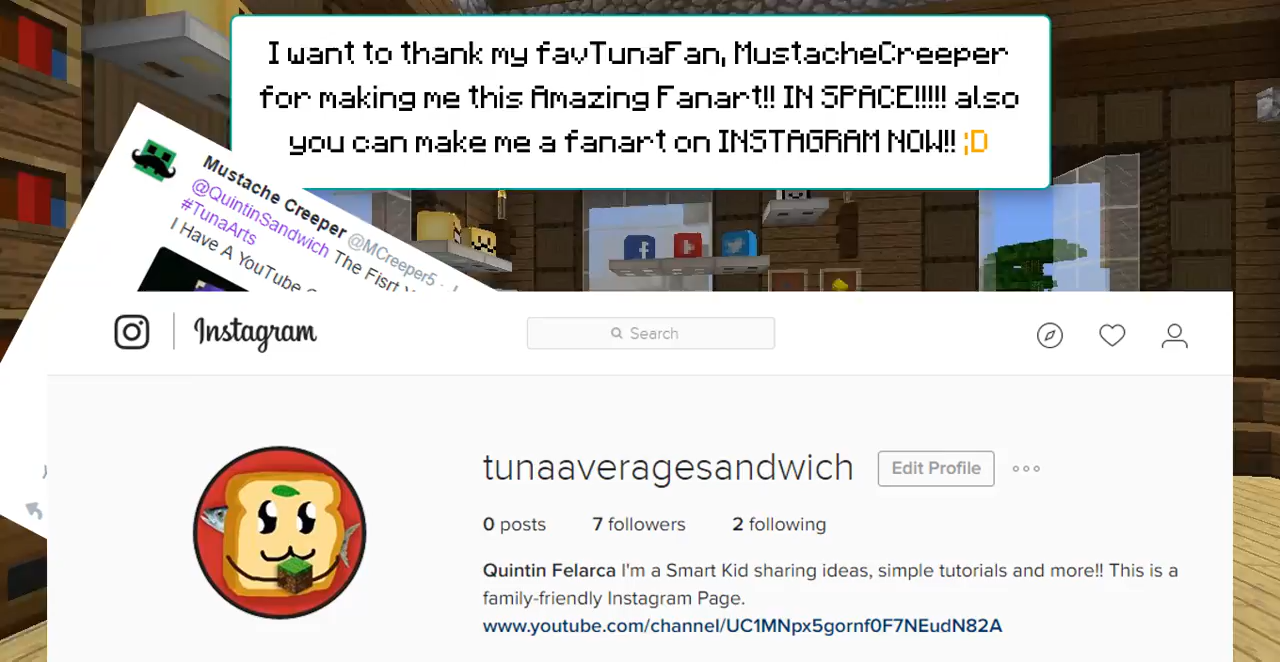 I want to thank my favTunaFan, MustacheCreeper
for making me this Amazing Fanart!! IN SPACE!!!!! also
you can make me a fanart on INSTAGRAM NOW!! ;D
Mustache Creeper @MCreeper5 ·
@QuintinSandwich The Fisrt
#TunaArts
I Have A YouTube
Instagram
Search
tunaaveragesandwich
Edit Profile
0 posts 7 followers 2 following
Quintin Felarca I'm a Smart Kid sharing ideas, simple tutorials and more!! This is a
family-friendly Instagram Page.
www.youtube.com/channel/UC1MNpx5gornf0F7NEudN82A